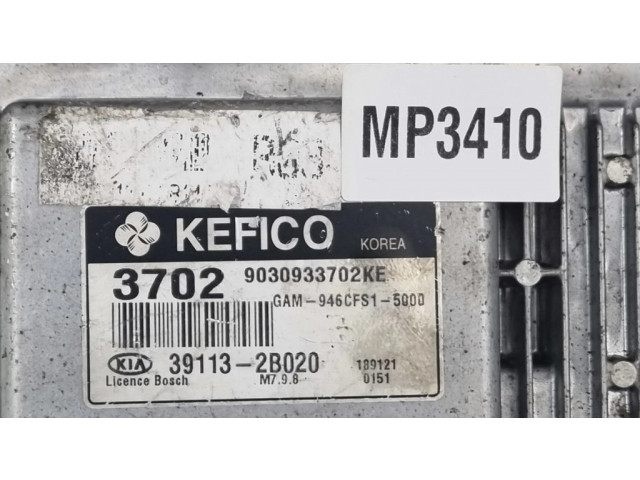 MP3410
KEFICO KOREA
3702 9030933702KE
GAM-946CFS1-5000
KIA 39113-2B020 189121
Licence Bosch M7.9.8 0151